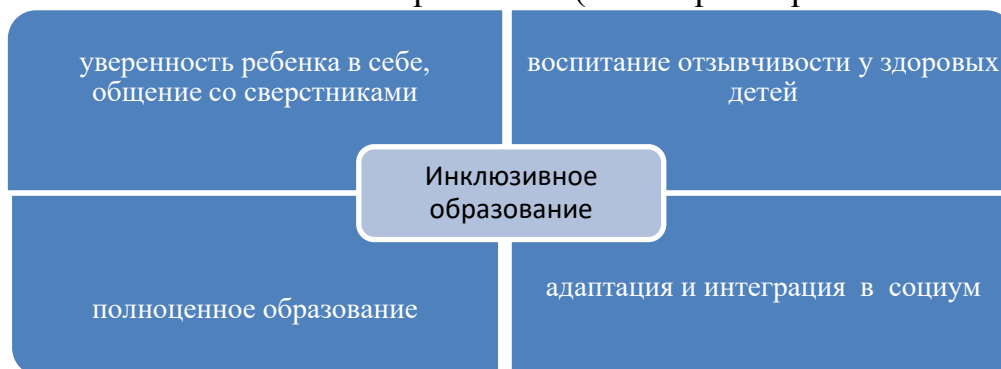 уверенность ребенка в себе,
общение со сверстниками
воспитание отзывчивости у здоровых
детей
Инклюзивное
образование
полноценное образование
адаптация и интеграция в социум